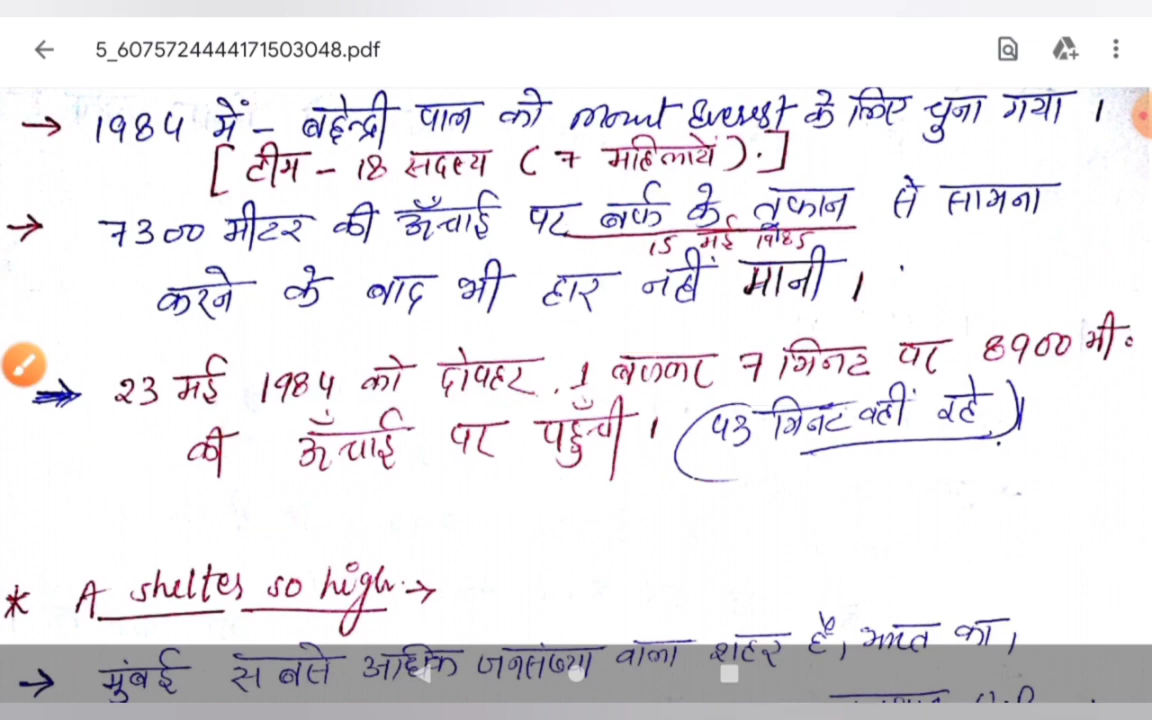 5_6075724444171503048.pdf
→ 1984 में - बहेन्द्री पाल को Mount Everest के लिए चुना गया ।
[ टीम - 18 सदस्य ( 7 महिलायें ). ]
→ 7300 मीटर की ऊँचाई पर बर्फ के तूफान से सामना
15 मई 1985
करने के बाद भी हार नहीं मानी ।
⇒ 23 मई 1984 को दोपहर 1 बजकर 7 मिनट पर 8900 मी.
की ऊँचाई पर पहुँची । (43 मिनट वहीं रहे)।
* A shelter so high →
→ मुंबई सबसे अधिक जनसंख्या वाला शहर है, भारत का ।